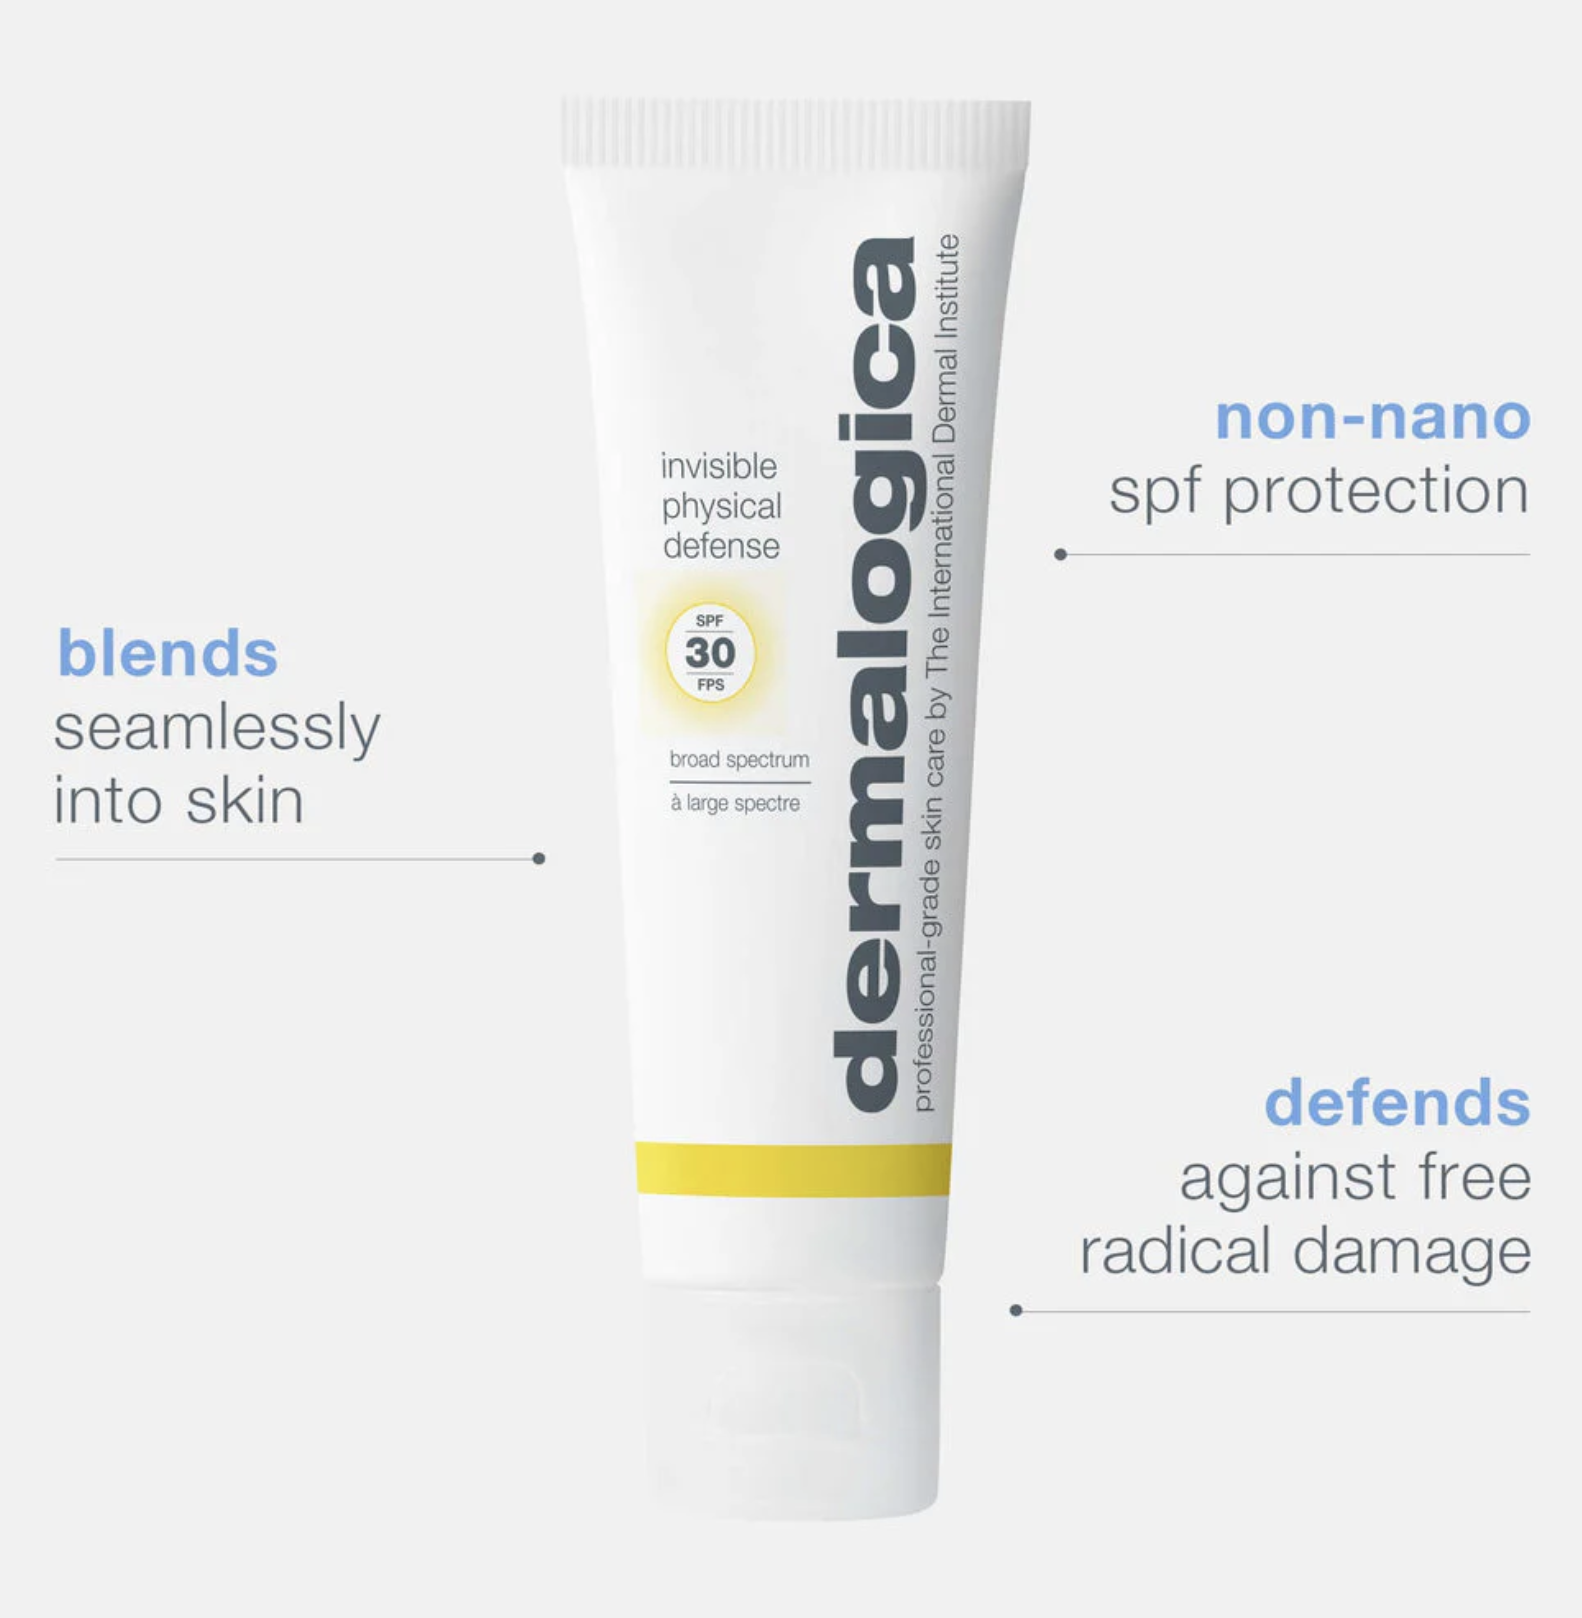 blends
seamlessly
into skin
invisible
physical
defense
SPF
30
FPS
broad spectrum
à large spectre
dermalogica
professional-grade skin care by The International Dermal Institute
non-nano
spf protection
defends
against free
radical damage